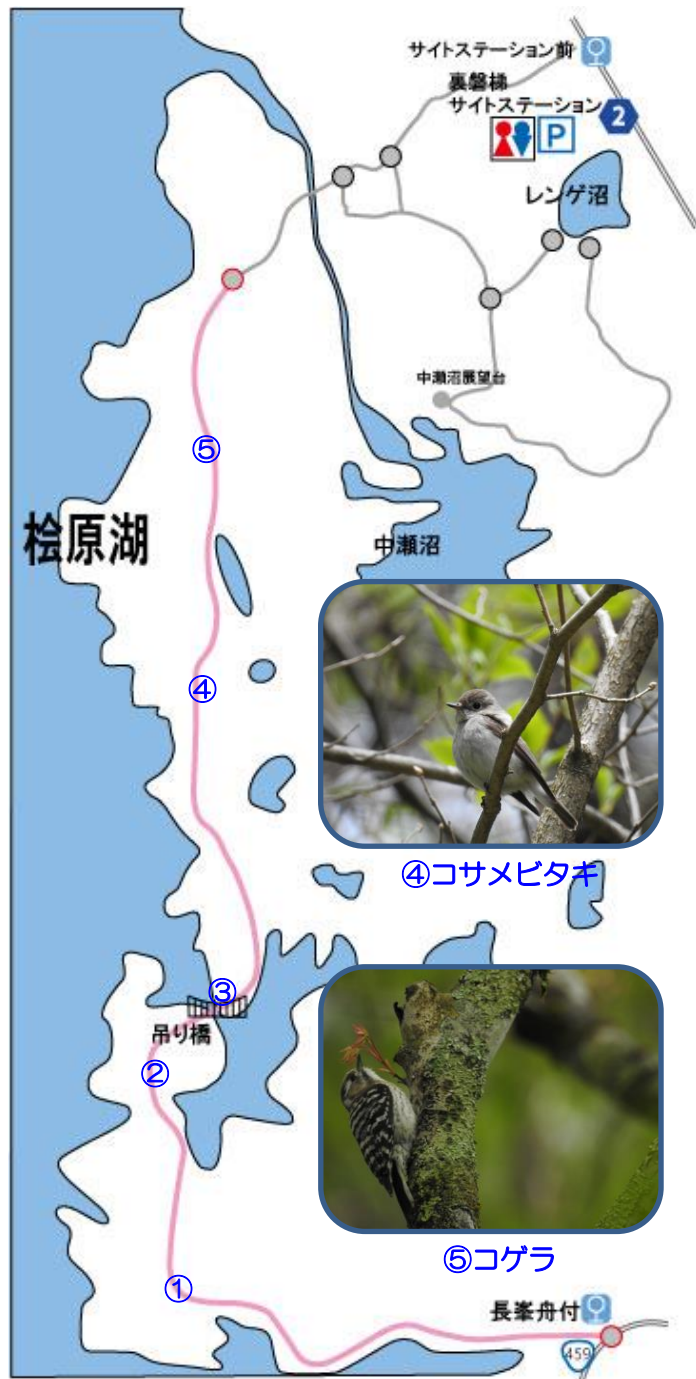 サイトステーション前
裏磐梯
サイトステーション
2
P
レンゲ沼
中瀬沼展望台
⑤
桧原湖
中瀬沼
④
④コサメビタキ
③
吊り橋
②
⑤コゲラ
①
長峯舟付
459